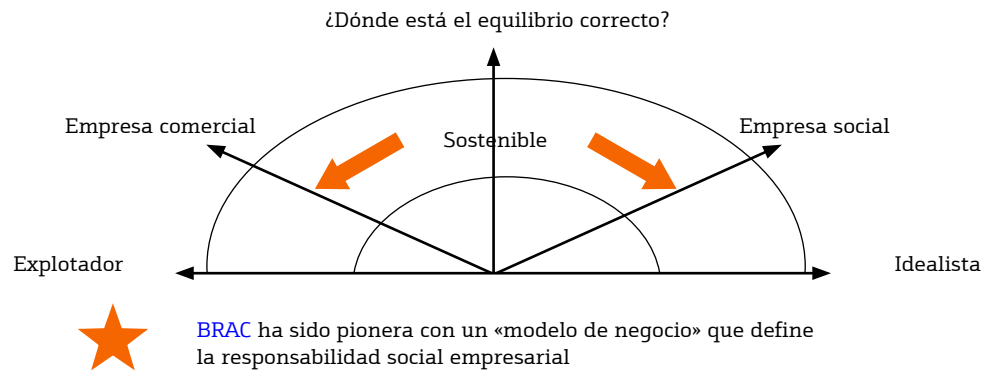 ¿Dónde está el equilibrio correcto?
Empresa comercial
Sostenible
Empresa social
Explotador
Idealista
BRAC ha sido pionera con un «modelo de negocio» que define
la responsabilidad social empresarial